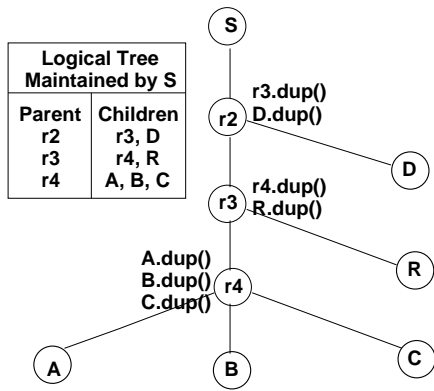 S
Logical Tree
Maintained by S
Parent Children
r2 r3, D
r3 r4, R
r4 A, B, C
r3.dup()
r2 D.dup()
D
r4.dup()
r3 R.dup()
R
A.dup()
B.dup()
C.dup() r4
A
B
C